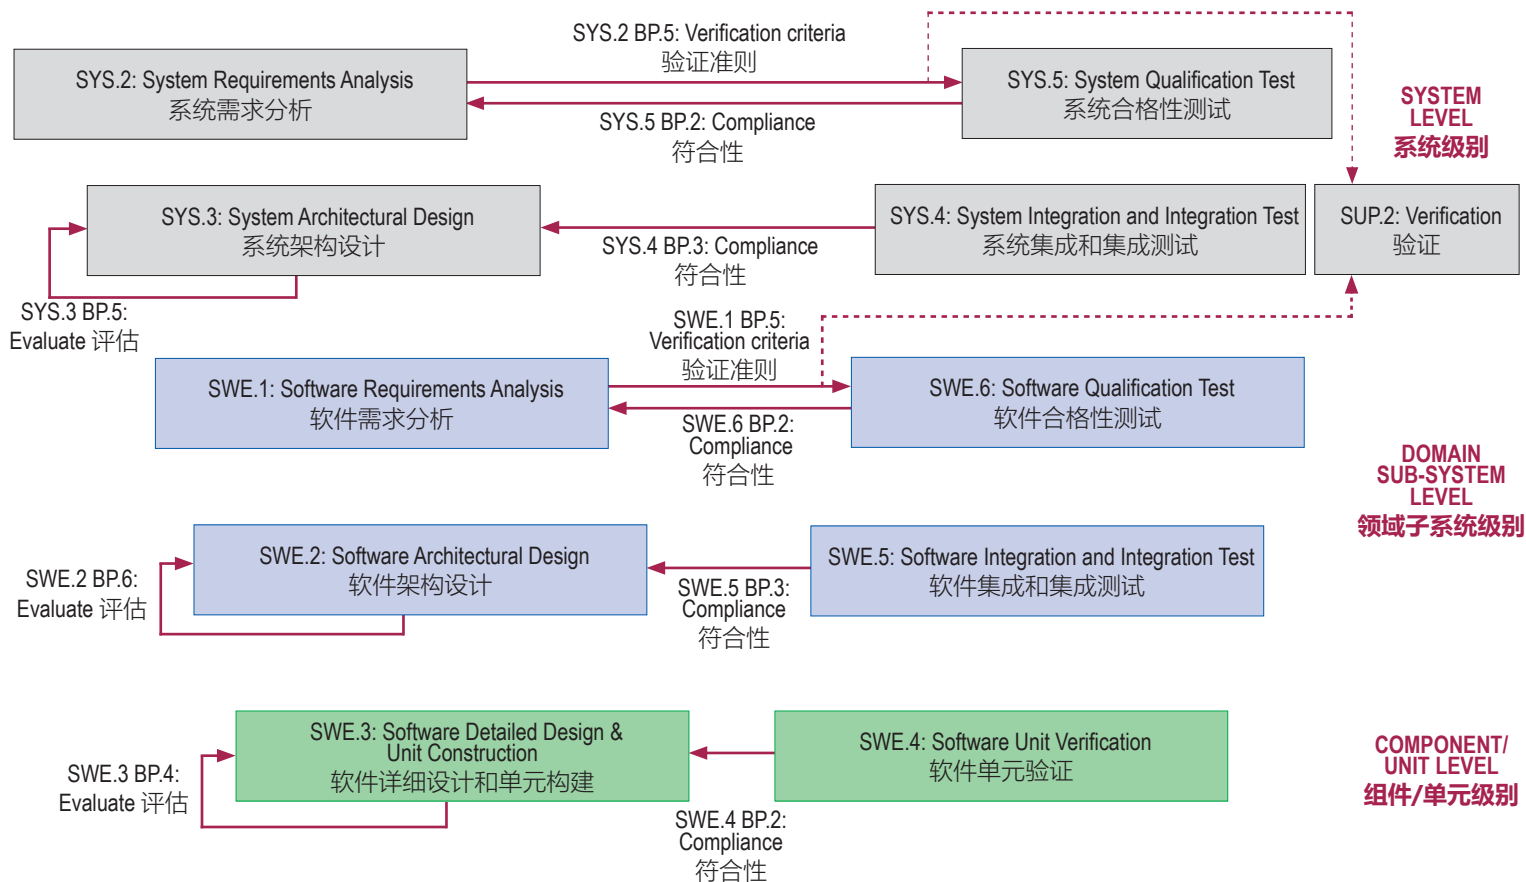 SYS.2 BP.5: Verification criteria
验证准则
SYS.2: System Requirements Analysis
系统需求分析
SYS.5: System Qualification Test
系统合格性测试
SYS.5 BP.2: Compliance
符合性
SYSTEM
LEVEL
系统级别
SYS.3: System Architectural Design
系统架构设计
SYS.4: System Integration and Integration Test
系统集成和集成测试
SUP.2: Verification
验证
SYS.4 BP.3: Compliance
符合性
SYS.3 BP.5:
Evaluate 评估
SWE.1 BP.5:
Verification criteria
验证准则
SWE.1: Software Requirements Analysis
软件需求分析
SWE.6: Software Qualification Test
软件合格性测试
SWE.6 BP.2:
Compliance
符合性
DOMAIN
SUB-SYSTEM
LEVEL
领域子系统级别
SWE.2: Software Architectural Design
软件架构设计
SWE.5: Software Integration and Integration Test
软件集成和集成测试
SWE.2 BP.6:
Evaluate 评估
SWE.5 BP.3:
Compliance
符合性
SWE.3: Software Detailed Design &
Unit Construction
软件详细设计和单元构建
SWE.4: Software Unit Verification
软件单元验证
SWE.3 BP.4:
Evaluate 评估
COMPONENT/
UNIT LEVEL
组件/单元级别
SWE.4 BP.2:
Compliance
符合性